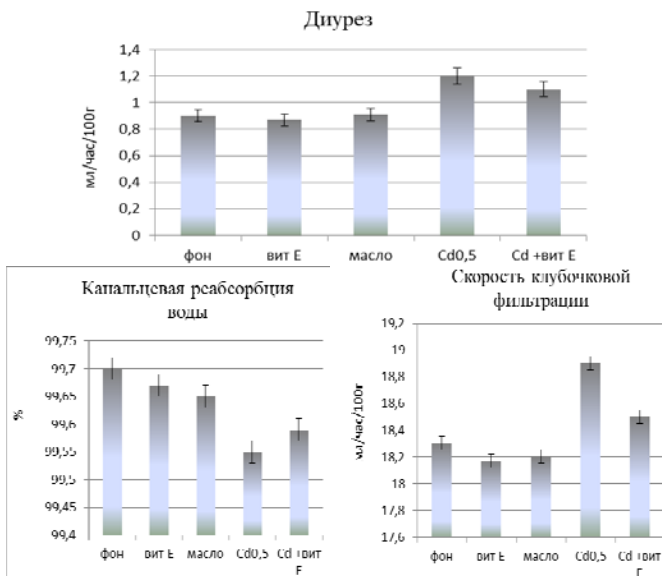 Диурез
1,4
1,2
1
0,8
0,6
0,4
0,2
0
мл/час/100г
фон
вит Е
масло
Cd0,5
Cd +вит Е
Канальцевая реабсорбция
воды
99,75
99,7
99,65
99,6
99,55
99,5
99,45
99,4
%
фон
вит Е
масло
Cd0,5
Cd +вит
Е
Скорость клубочковой
фильтрации
19,2
19
18,8
18,6
18,4
18,2
18
17,8
17,6
мл/час/100г
фон
вит Е
масло
Cd0,5
Cd +вит
Е